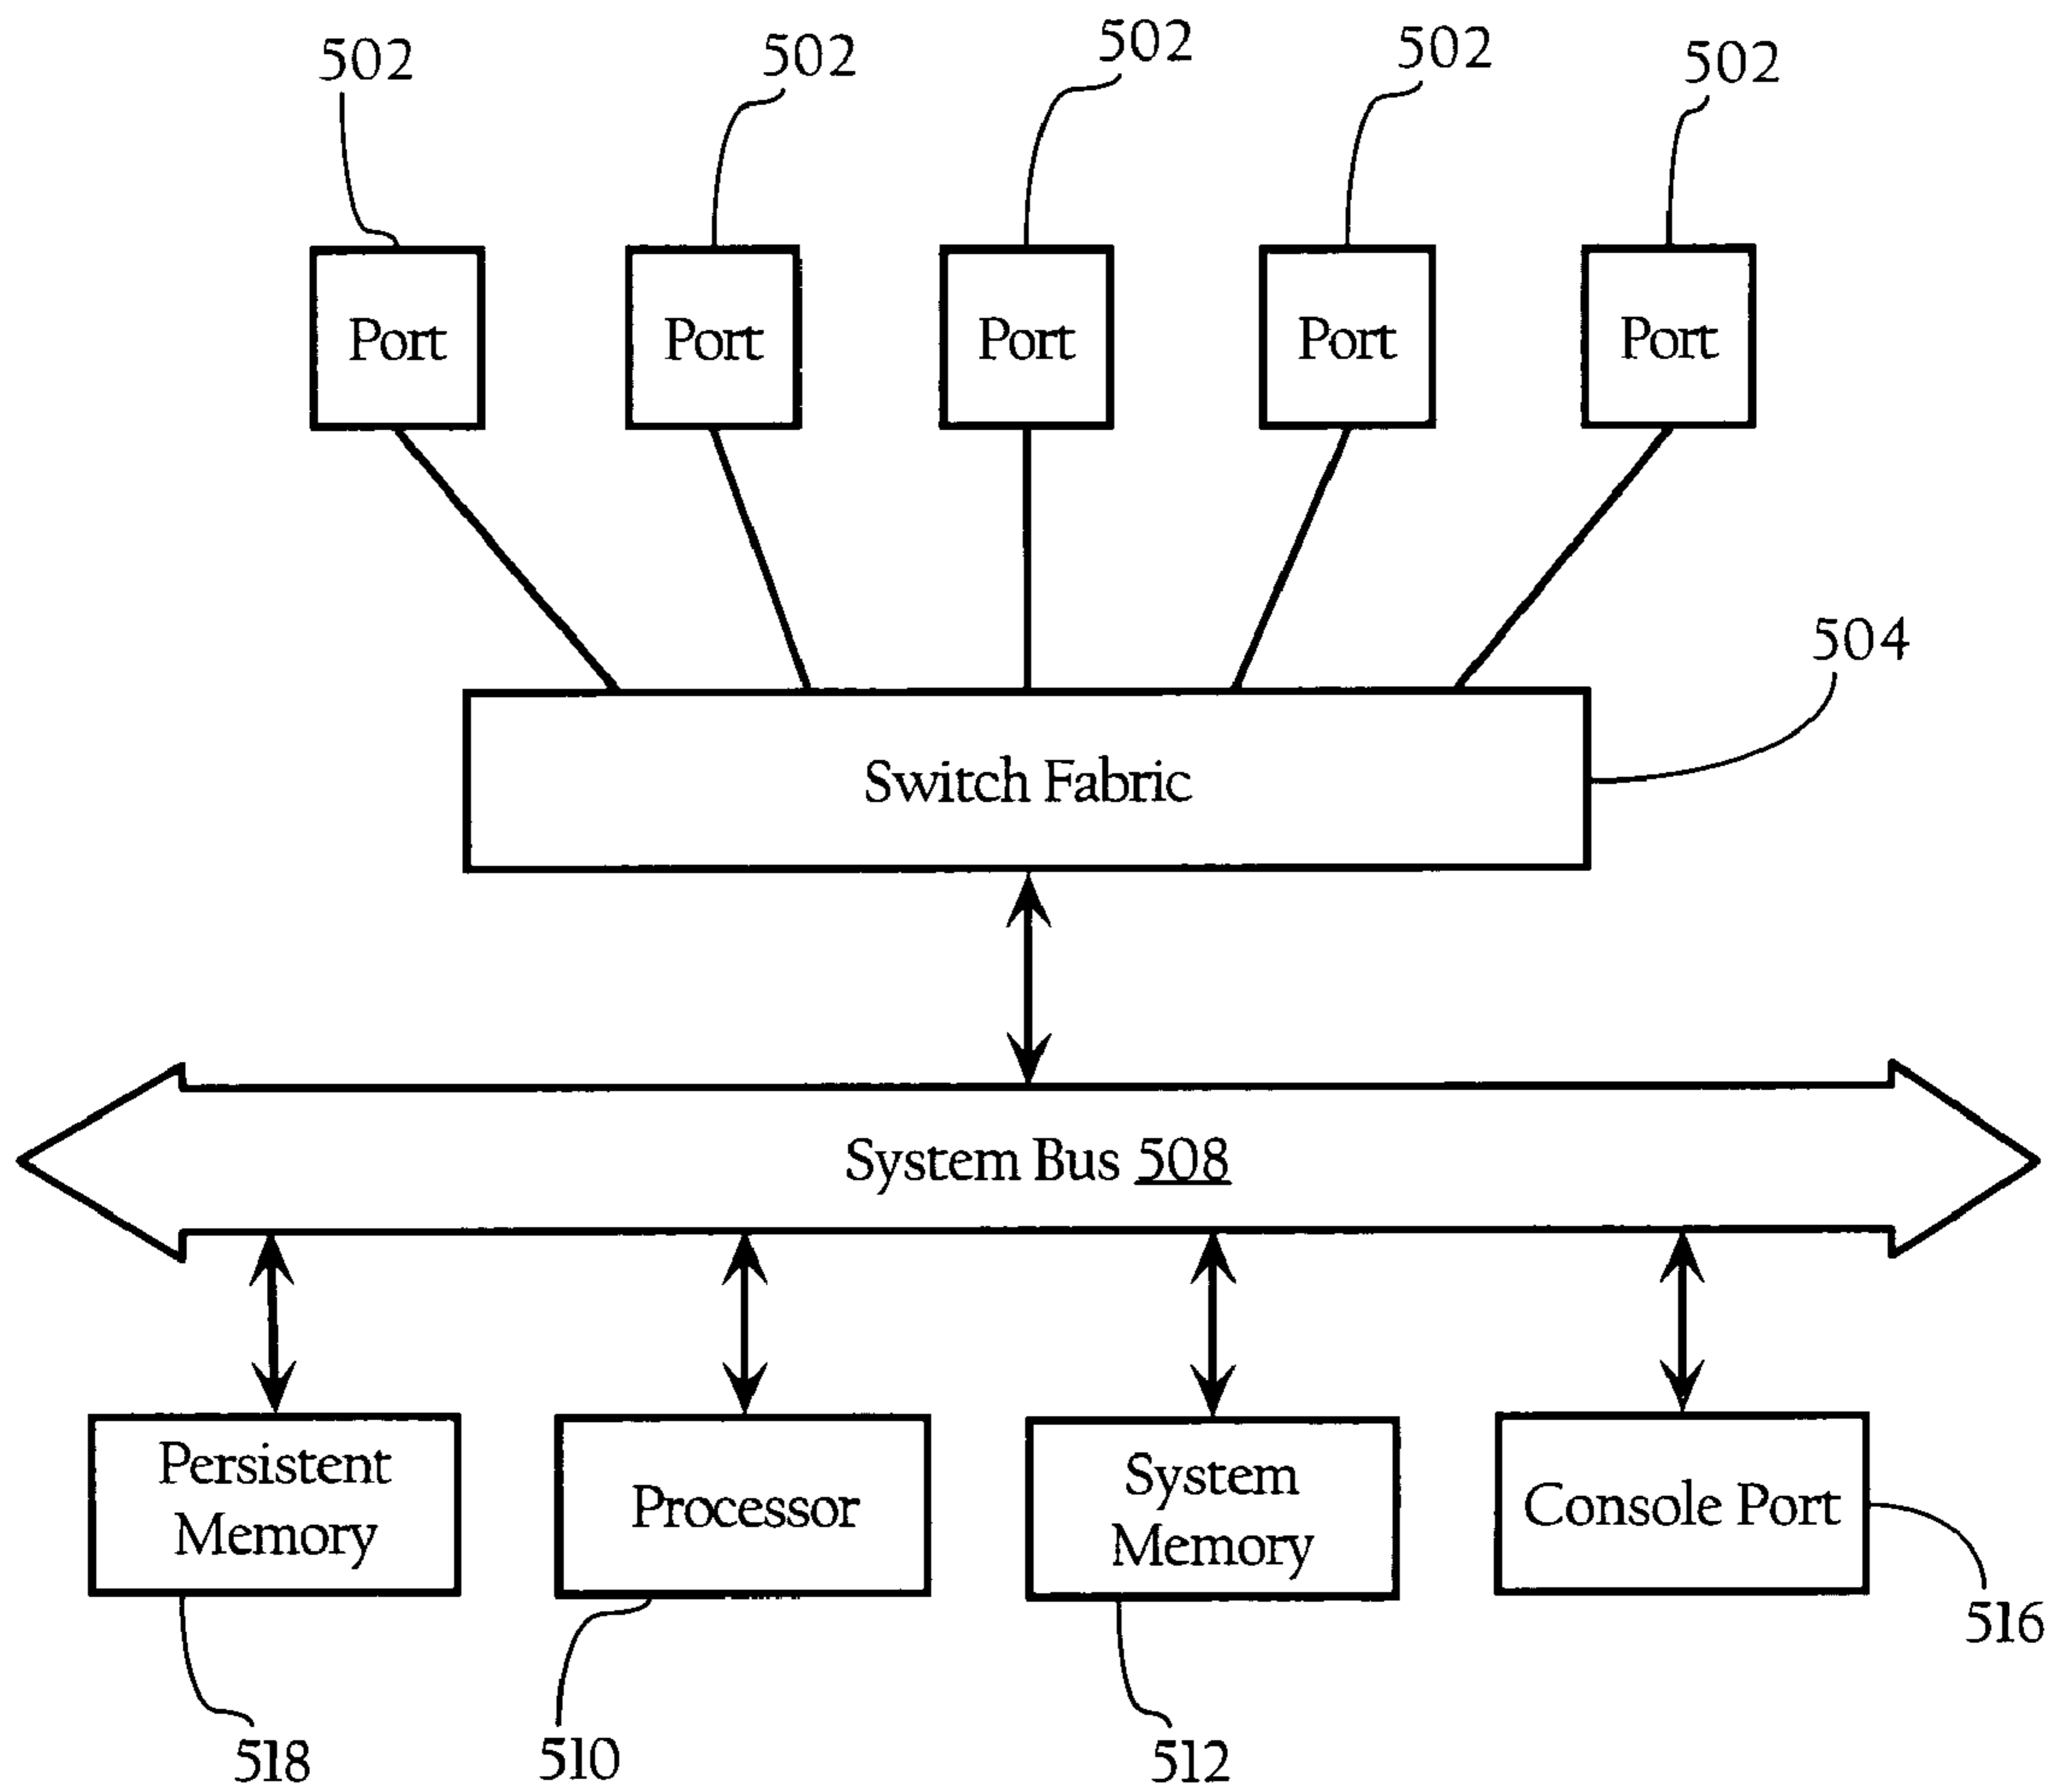 502
502
502
502
502
Port
Port
Port
Port
Port
504
Switch Fabric
System Bus 508
Persistent
Memory
Processor
System
Memory
Console Port
516
518
510
512